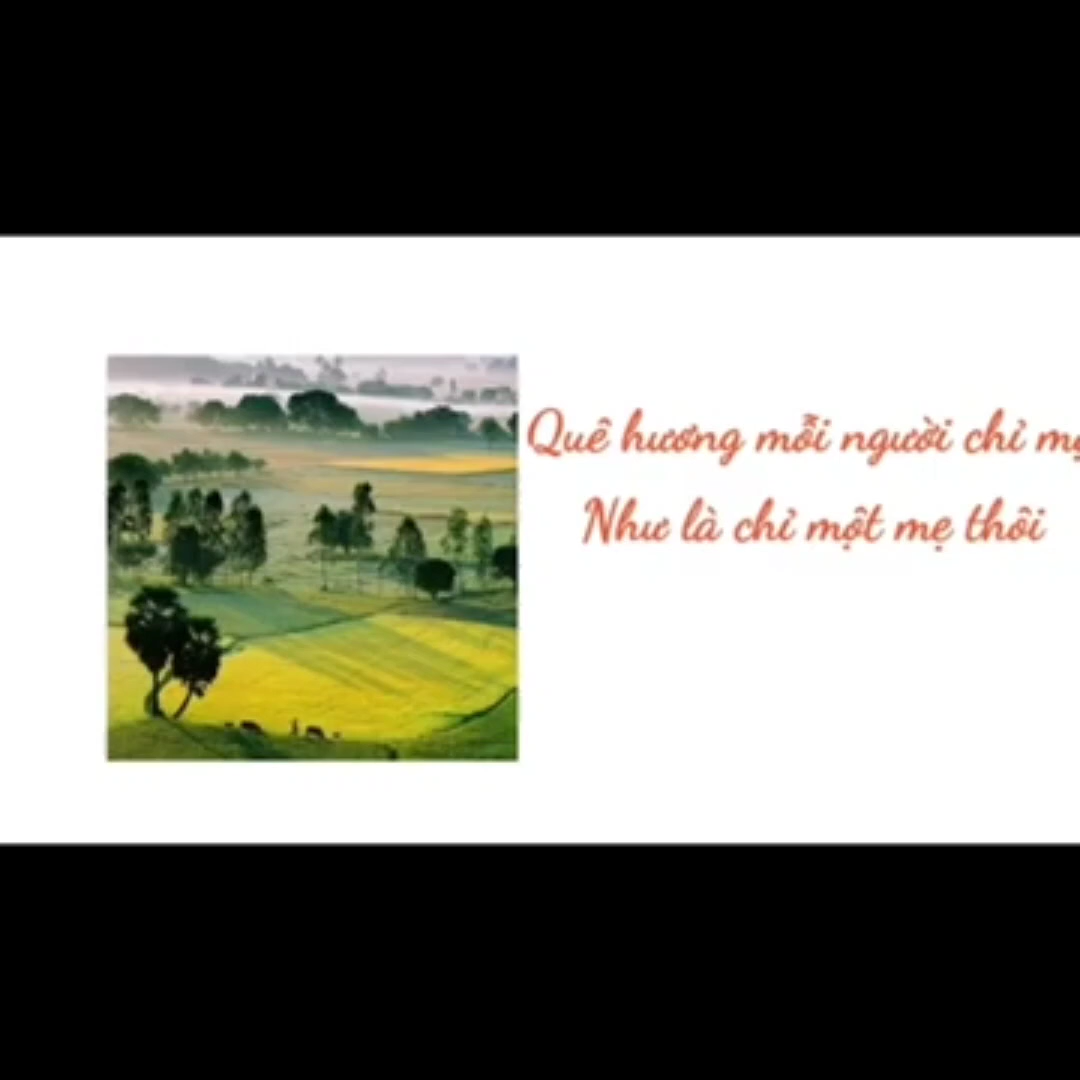 Quê hương mỗi người chỉ
Như là chỉ một mẹ thôi